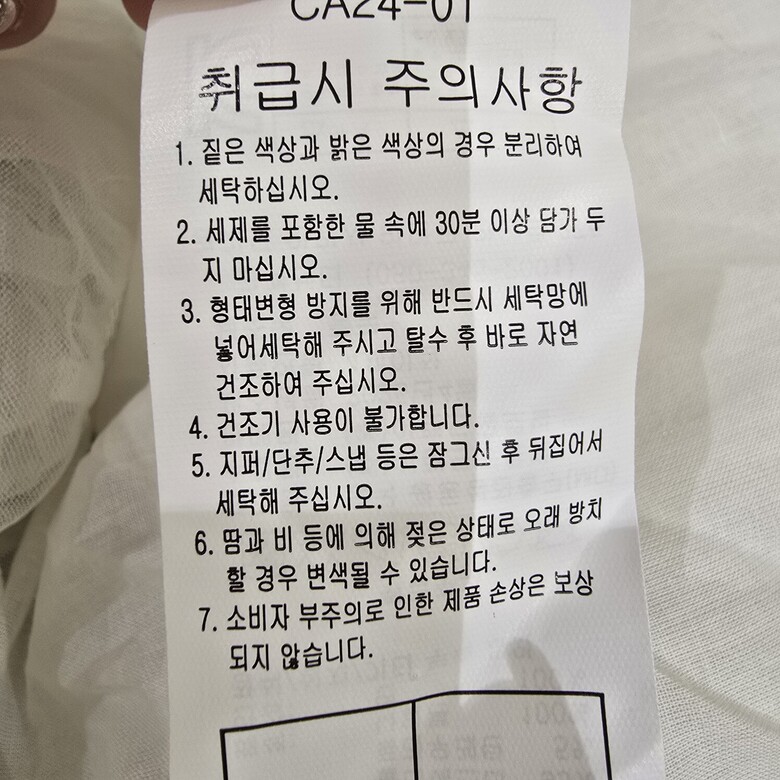 CA24-01
취급시 주의사항
1. 짙은 색상과 밝은 색상의 경우 분리하여
세탁하십시오.
2. 세제를 포함한 물 속에 30분 이상 담가 두
지 마십시오.
3. 형태변형 방지를 위해 반드시 세탁망에
넣어세탁해 주시고 탈수 후 바로 자연
건조하여 주십시오.
4. 건조기 사용이 불가합니다.
5. 지퍼/단추/스냅 등은 잠그신 후 뒤집어서
세탁해 주십시오.
6. 땀과 비 등에 의해 젖은 상태로 오래 방치
할 경우 변색될 수 있습니다.
7. 소비자 부주의로 인한 제품 손상은 보상
되지 않습니다.